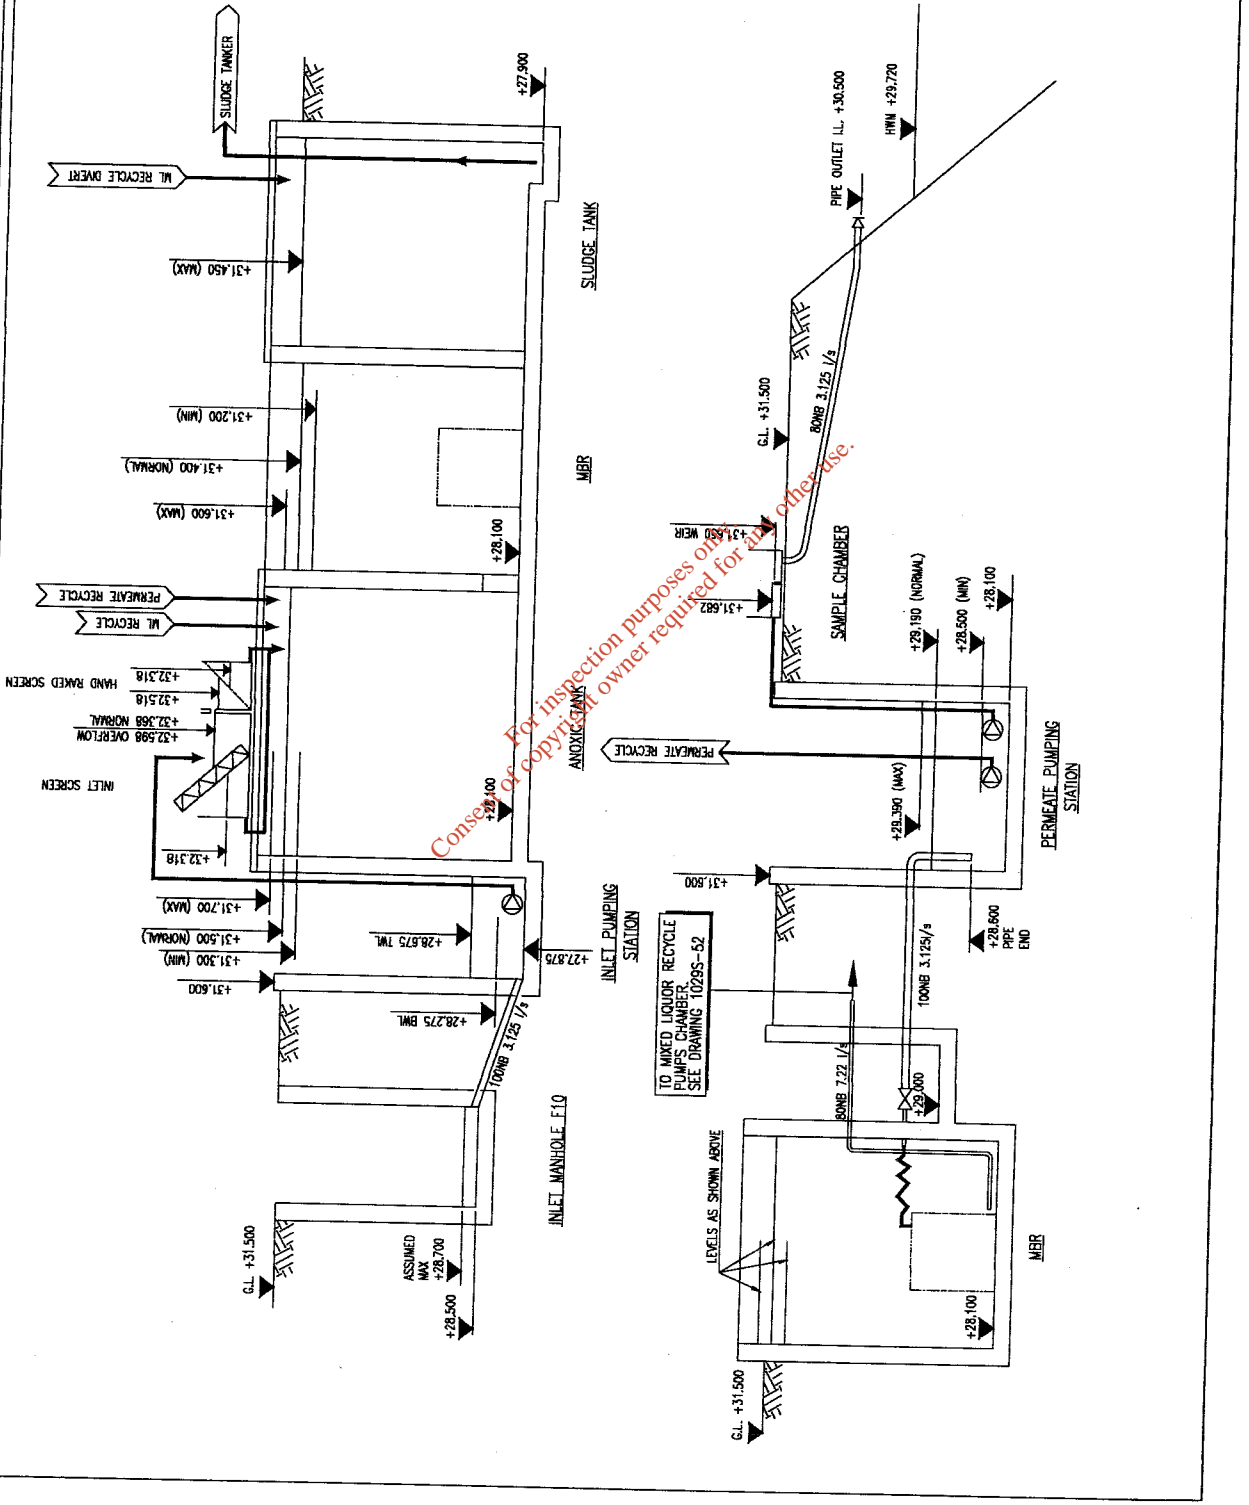 SLUDGE TANKER
ML RECYCLE DIVERT
+27.900
+31.450 (MAX)
SLUDGE TANK
+31.200 (MIN)
+31.400 (NORMAL)
+31.600 (MAX)
MBR
+28.100
PERMEATE RECYCLE
ML RECYCLE
HAND RAKED SCREEN
+32.318
+32.518
+32.368 NORMAL
+32.598 OVERFLOW
INLET SCREEN
+32.318
ANOXIC TANK
+28.100
+31.700 (MAX)
+31.500 (NORMAL)
+31.300 (MIN)
+31.600
+28.675 TWL
+27.875
INLET PUMPING
STATION
+28.275 BWL
100NB 3.125 l/s
INLET MANHOLE F10
G.L. +31.500
ASSUMED
MAX
+28.700
+28.500
HWM +29.720
PIPE OUTLET I.L. +30.500
G.L. +31.500
80NB 3.125 l/s
+31.650 WEIR
+31.682
SAMPLE CHAMBER
+29.190 (NORMAL)
+28.500 (MIN)
+28.100
PERMEATE RECYCLE
+29.390 (MAX)
PERMEATE PUMPING
STATION
+31.600
+28.600
PIPE
END
100NB 3.125l/s
TO MIXED LIQUOR RECYCLE
PUMPS CHAMBER.
SEE DRAWING 1029S-52
80NB 7.22 l/s
+29.000
LEVELS AS SHOWN ABOVE
MBR
+28.100
G.L. +31.500
For inspection purposes only.
Consent of copyright owner required for any other use.